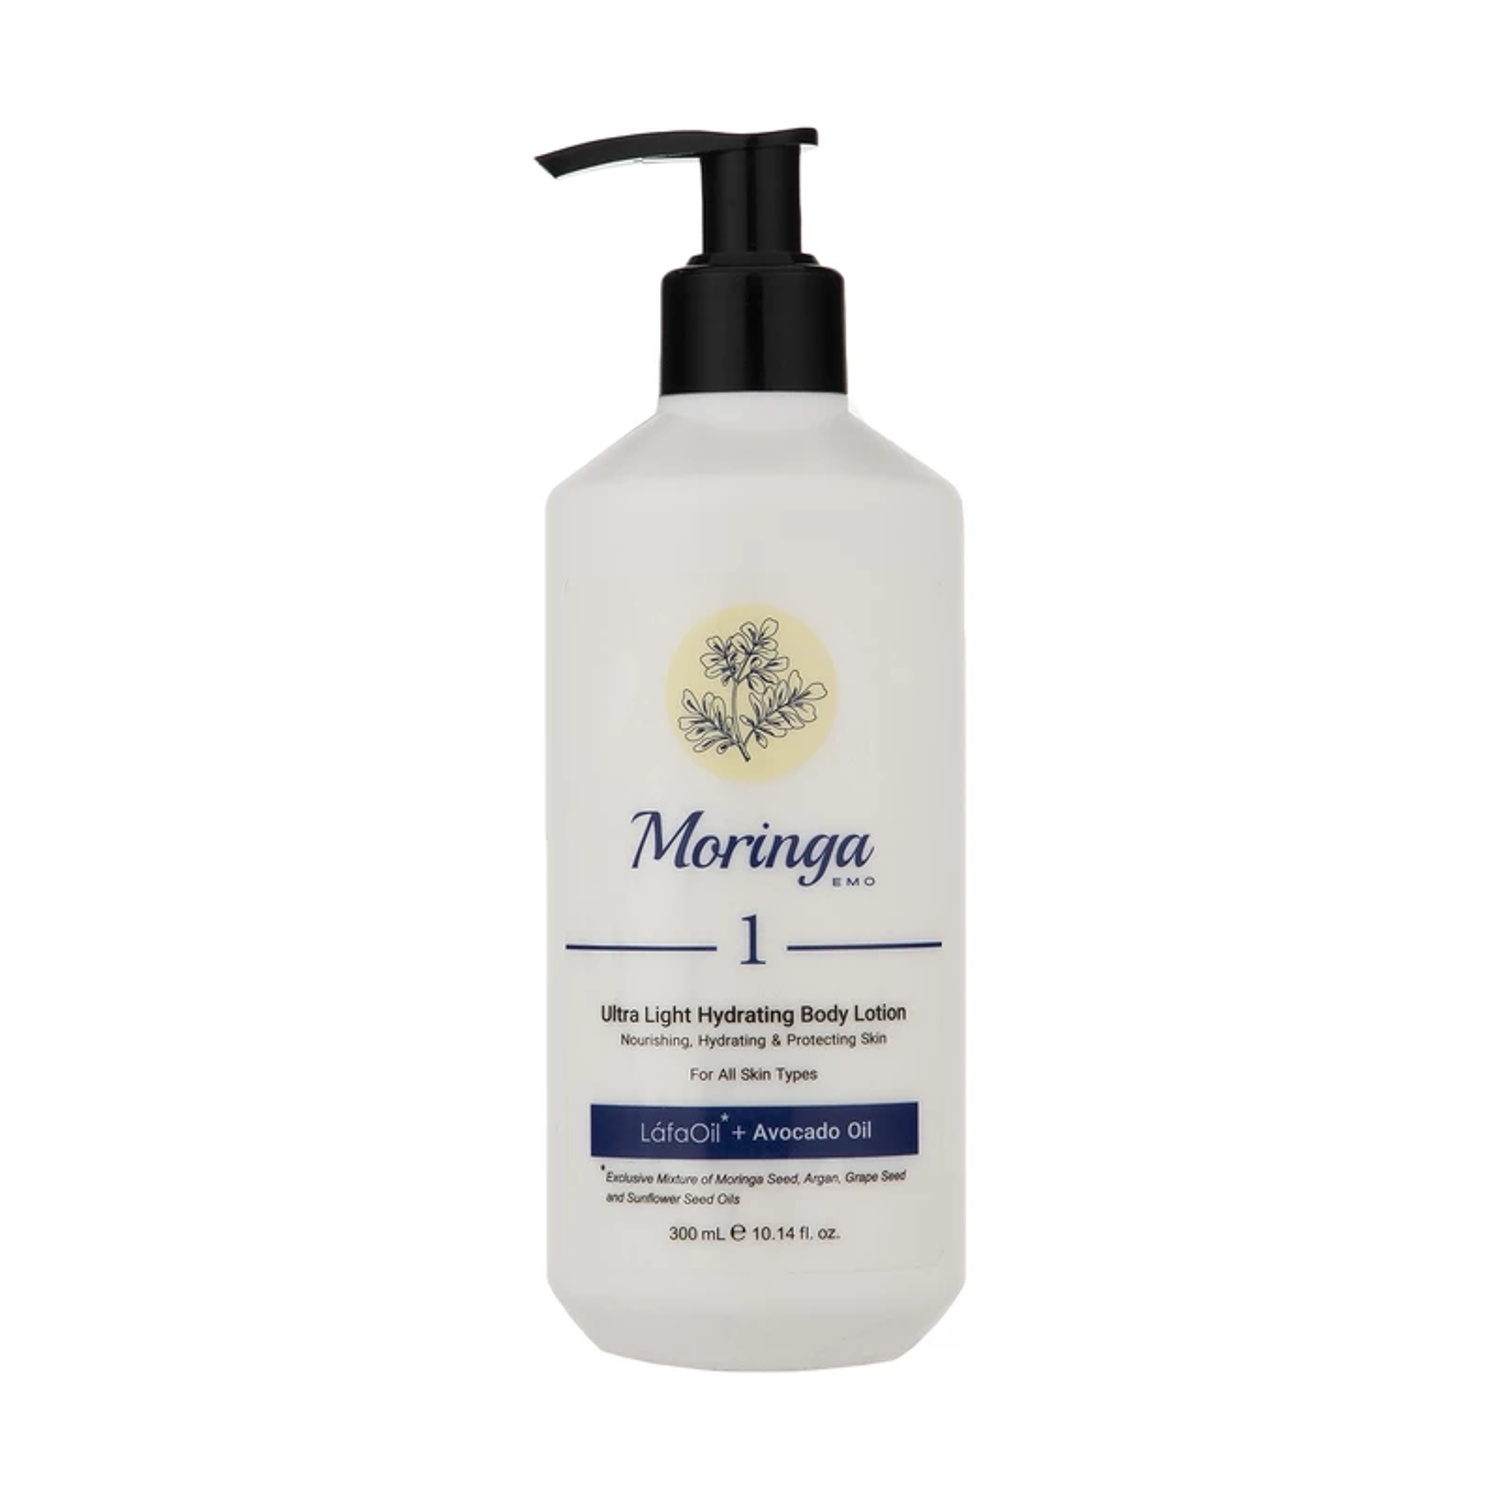 Moringa
EMO
1
Ultra Light Hydrating Body Lotion
Nourishing, Hydrating & Protecting Skin
For All Skin Types
LáfaOil* + Avocado Oil
*Exclusive Mixture of Moringa Seed, Argan, Grape Seed
and Sunflower Seed Oils
300 mL ℮ 10.14 fl. oz.